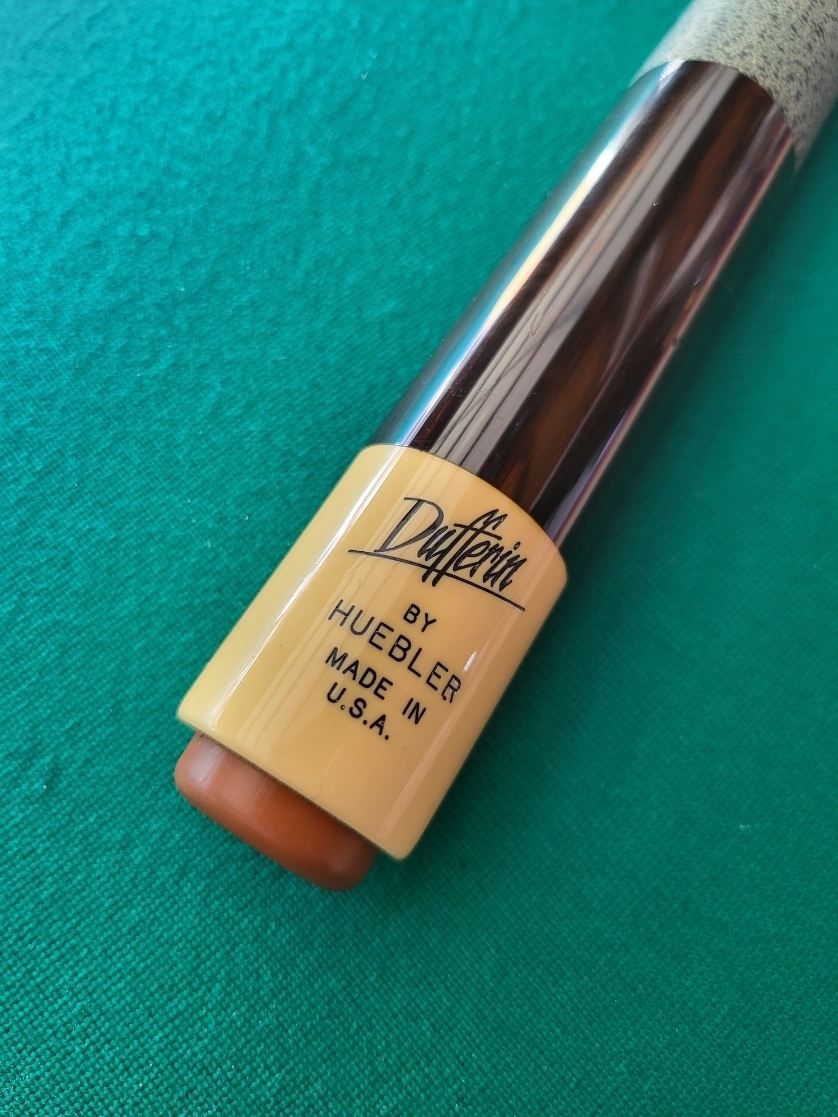 Dufferin
BY
HUEBLER
MADE IN
U.S.A.